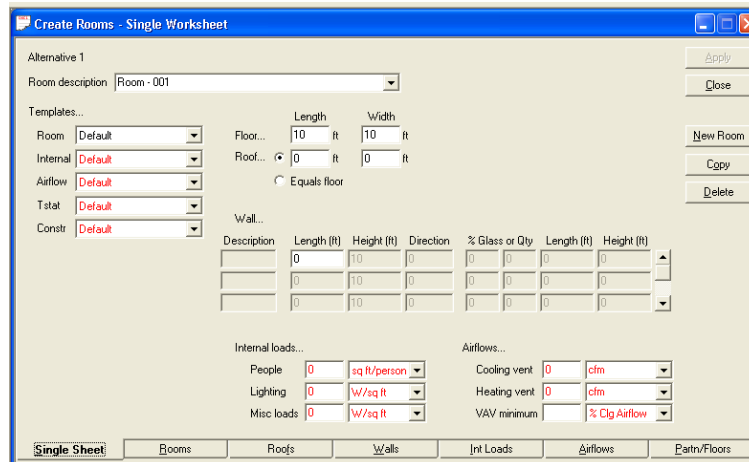 Create Rooms - Single Worksheet
Alternative 1
Apply
Room description Room - 001
Close
Templates...
Length Width
Room Default
Floor... 10 ft 10 ft
New Room
Internal Default
Roof... 0 ft 0 ft
Copy
Airflow Default
Equals floor
Delete
Tstat Default
Constr Default
Wall...
Description Length (ft) Height (ft) Direction % Glass or Qty Length (ft) Height (ft)
0 10 0 0 0 0 0
0 10 0 0 0 0 0
0 10 0 0 0 0 0
Internal loads... Airflows...
People 0 sq ft/person Cooling vent 0 cfm
Lighting 0 W/sq ft Heating vent 0 cfm
Misc loads 0 W/sq ft VAV minimum % Clg Airflow
Single Sheet Rooms Roofs Walls Int Loads Airflows Partn/Floors